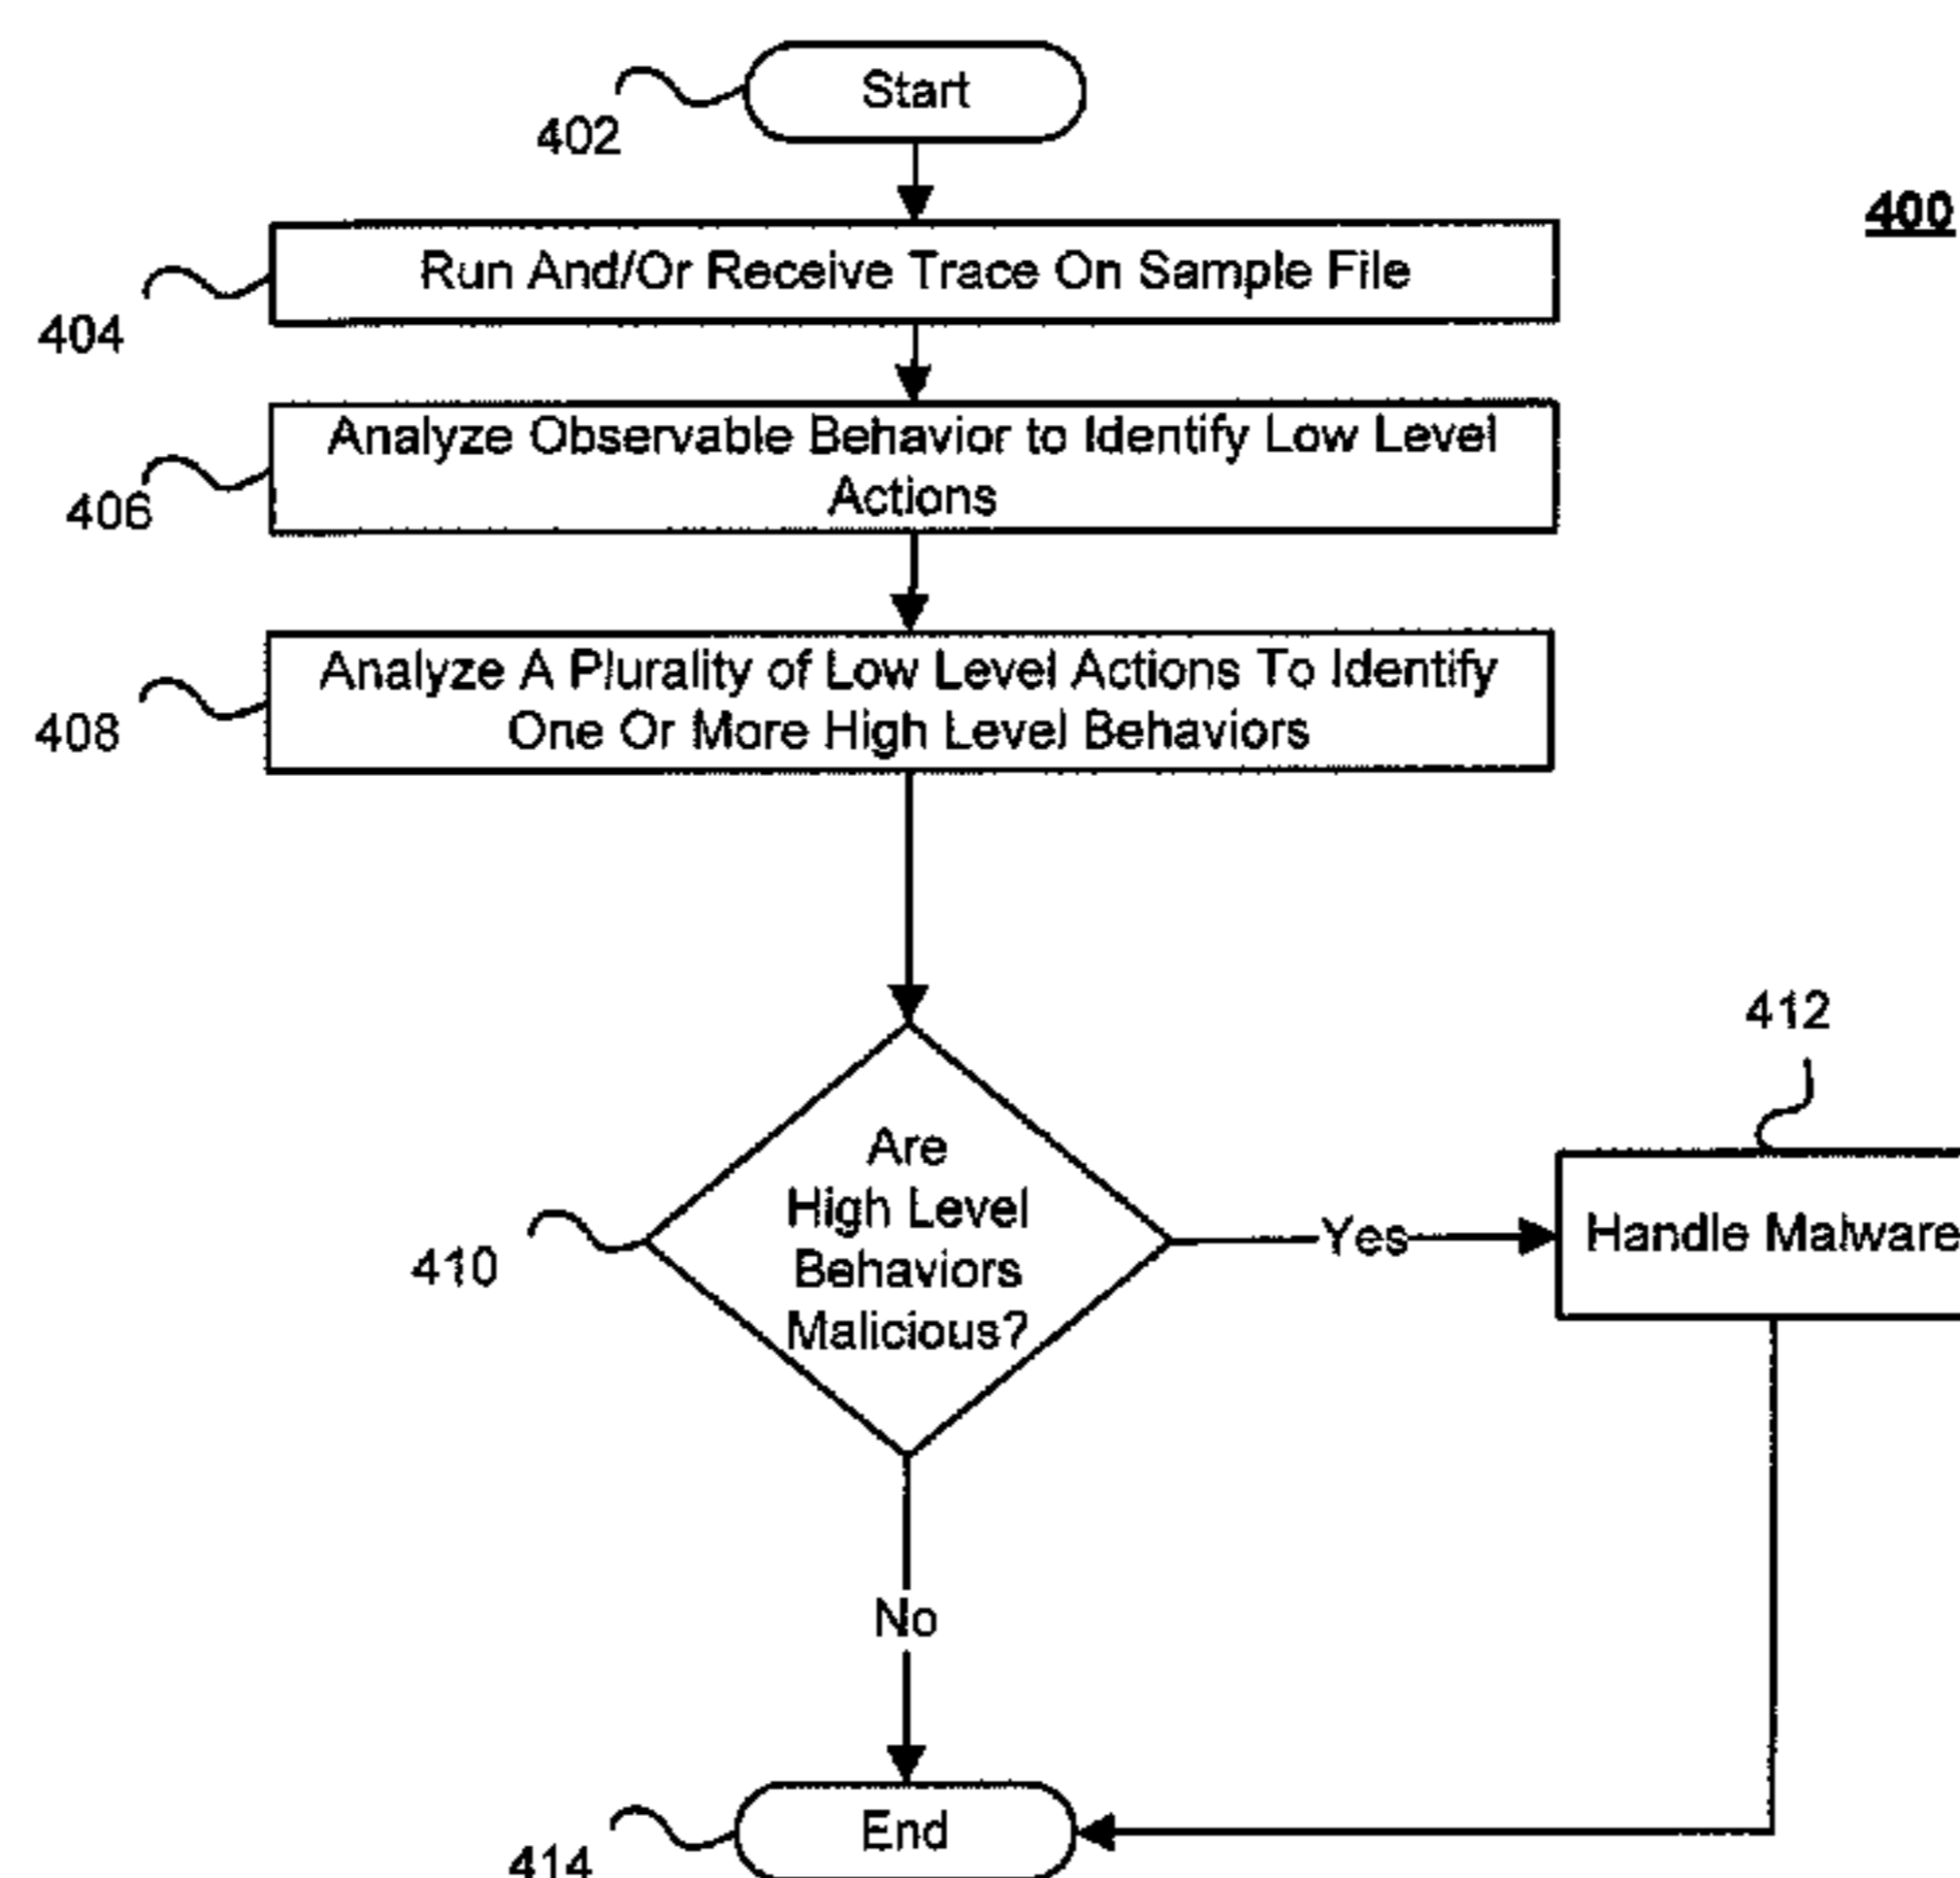 Start
402
400
Run And/Or Receive Trace On Sample File
404
Analyze Observable Behavior to Identify Low Level
Actions
406
Analyze A Plurality of Low Level Actions To Identify
One Or More High Level Behaviors
408
412
Are
High Level
Behaviors
Malicious?
410
Yes
Handle Malware
No
End
414